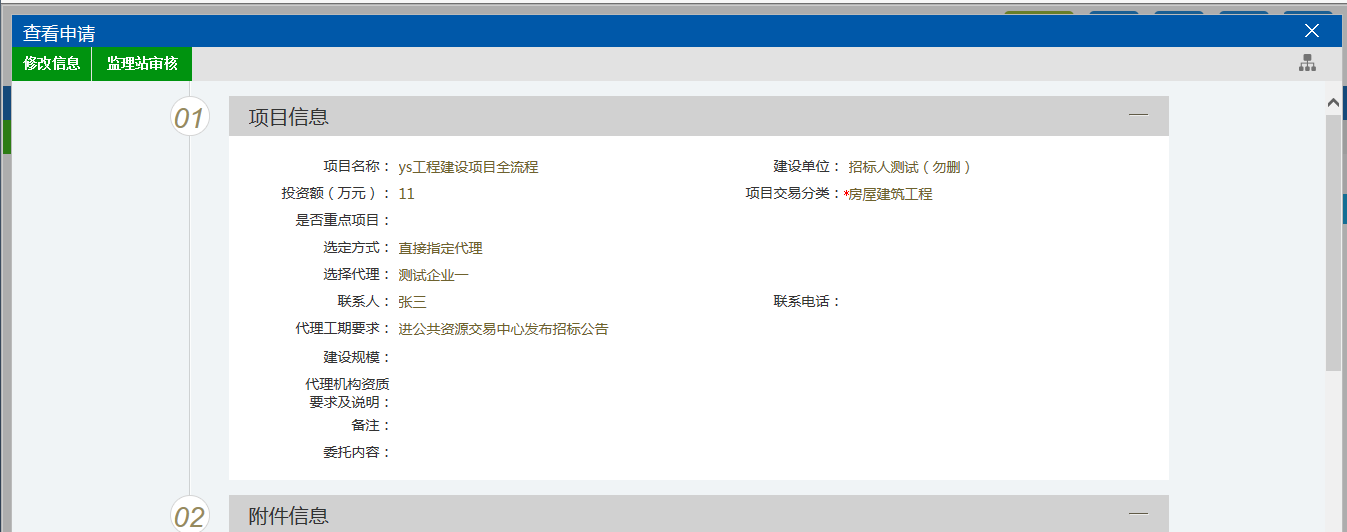 查看申请
修改信息 监理站审核
01 项目信息
项目名称： ys工程建设项目全流程 建设单位： 招标人测试（勿删）
投资额（万元）： 11 项目交易分类：*房屋建筑工程
是否重点项目：
选定方式： 直接指定代理
选择代理： 测试企业一
联系人： 张三 联系电话：
代理工期要求： 进公共资源交易中心发布招标公告
建设规模：
代理机构资质
要求及说明：
备注：
委托内容：
02 附件信息